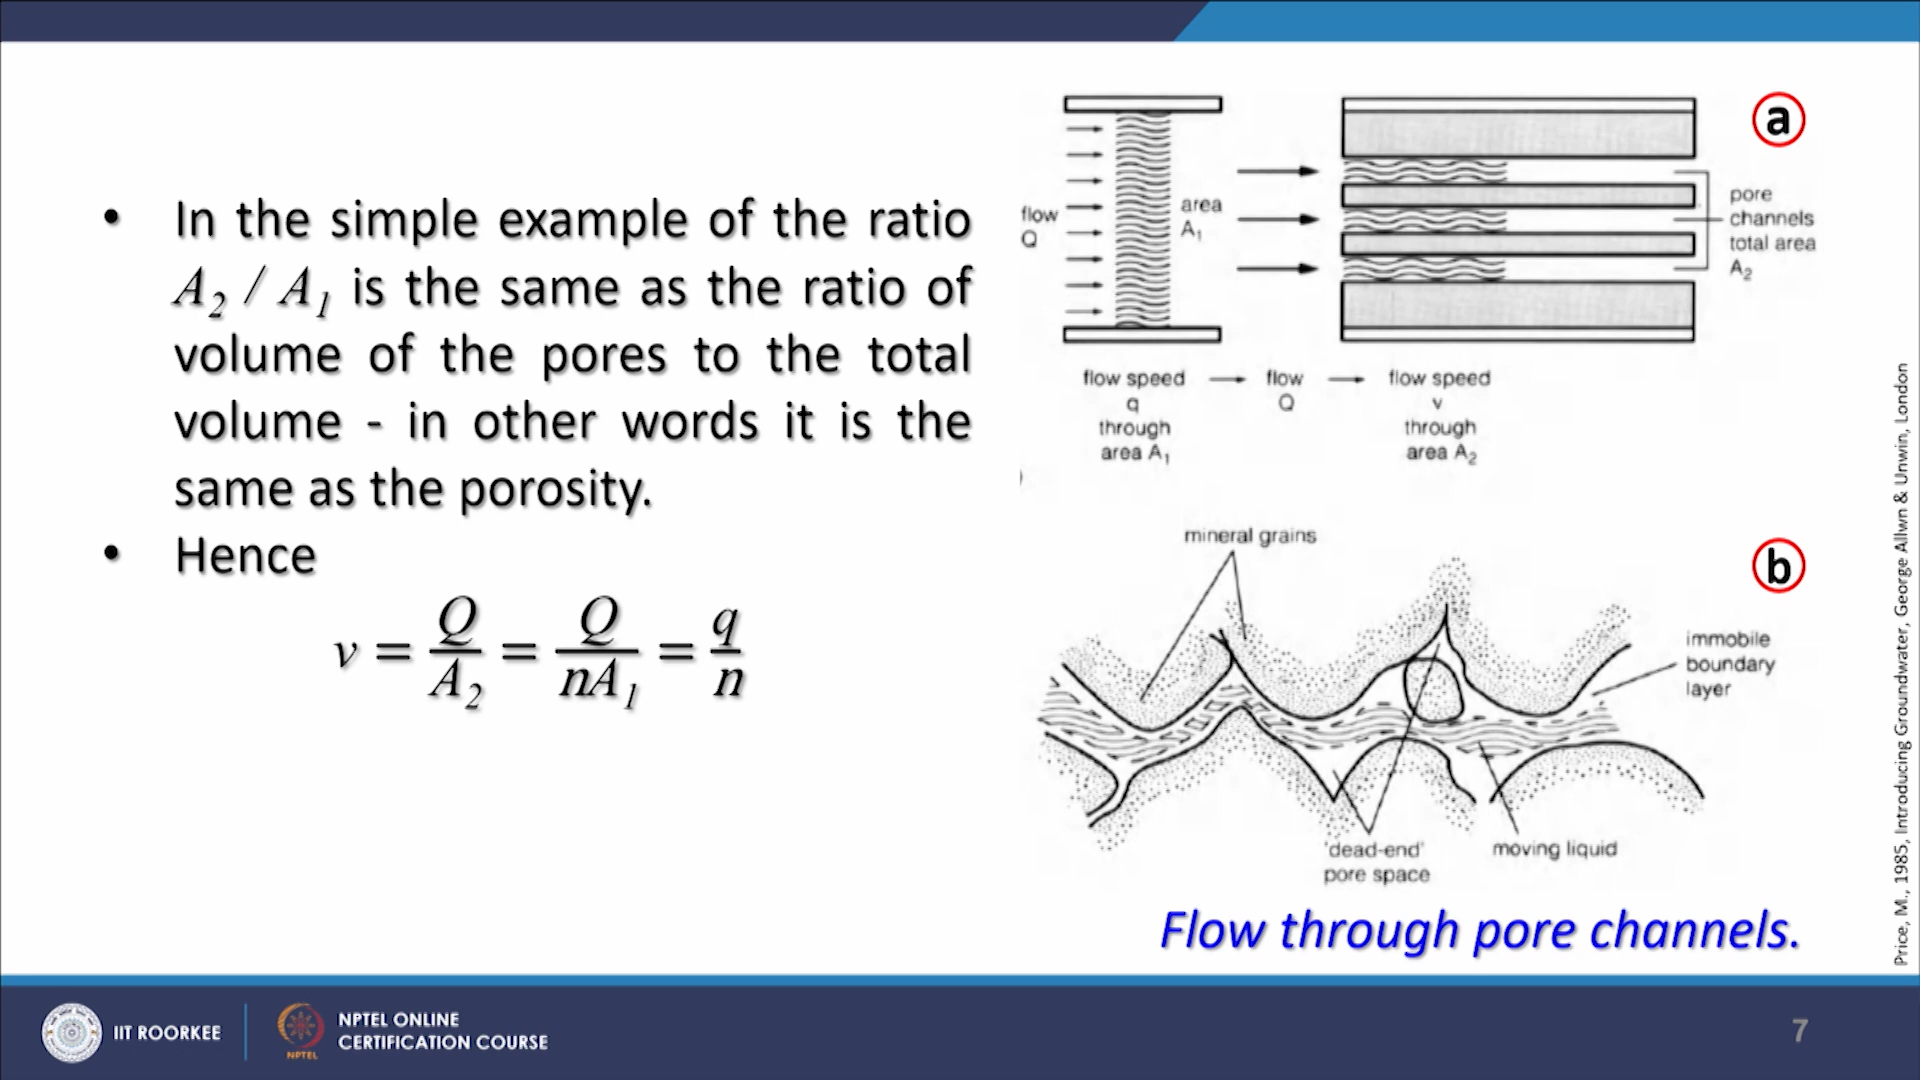 • In the simple example of the ratio
A₂ / A₁ is the same as the ratio of
volume of the pores to the total
volume - in other words it is the
same as the porosity.
• Hence
v = Q/A₂ = Q/nA₁ = q/n
a
flow
Q
area
A₁
pore
channels
total area
A₂
flow speed → flow → flow speed
q Q v
through through
area A₁ area A₂
b
mineral grains
immobile
boundary
layer
'dead-end'
pore space
moving liquid
Flow through pore channels.
Price, M., 1985, Introducing Groundwater, George Allwn & Unwin, London
IIT ROORKEE
NPTEL
NPTEL ONLINE
CERTIFICATION COURSE
7